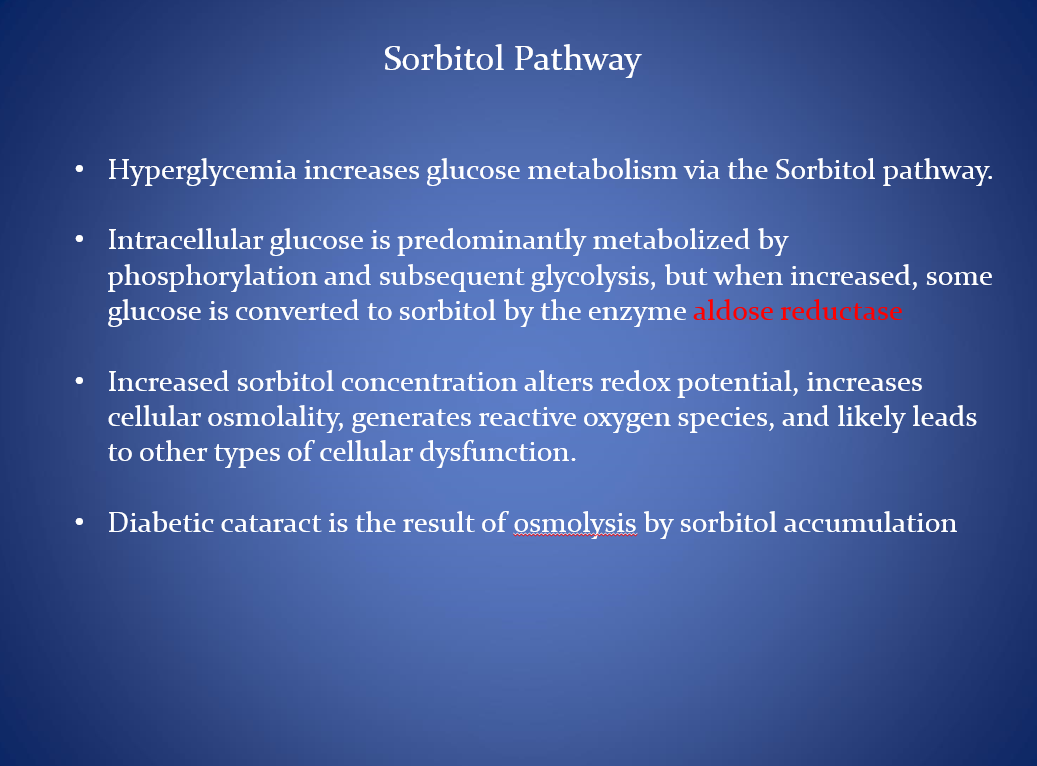 Sorbitol Pathway
• Hyperglycemia increases glucose metabolism via the Sorbitol pathway.
• Intracellular glucose is predominantly metabolized by
phosphorylation and subsequent glycolysis, but when increased, some
glucose is converted to sorbitol by the enzyme aldose reductase
• Increased sorbitol concentration alters redox potential, increases
cellular osmolality, generates reactive oxygen species, and likely leads
to other types of cellular dysfunction.
• Diabetic cataract is the result of osmolysis by sorbitol accumulation